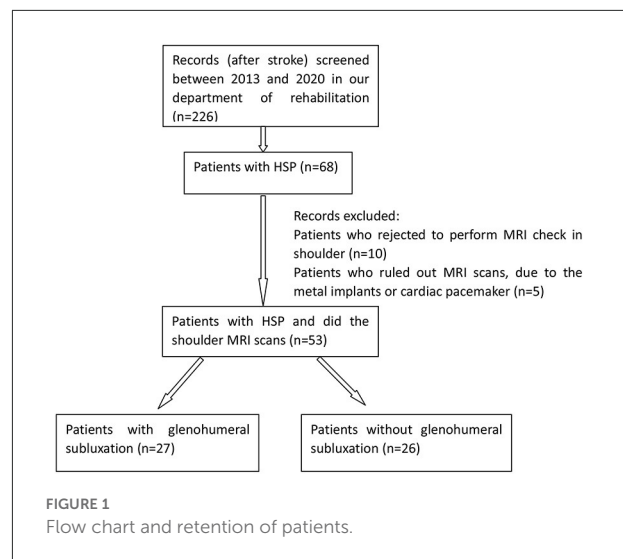 Records (after stroke) screened
between 2013 and 2020 in our
department of rehabilitation
(n=226)
Patients with HSP (n=68)
Records excluded:
Patients who rejected to perform MRI check in
shoulder (n=10)
Patients who ruled out MRI scans, due to the
metal implants or cardiac pacemaker (n=5)
Patients with HSP and did the
shoulder MRI scans (n=53)
Patients with glenohumeral
subluxation (n=27)
Patients without glenohumeral
subluxation (n=26)
FIGURE 1
Flow chart and retention of patients.